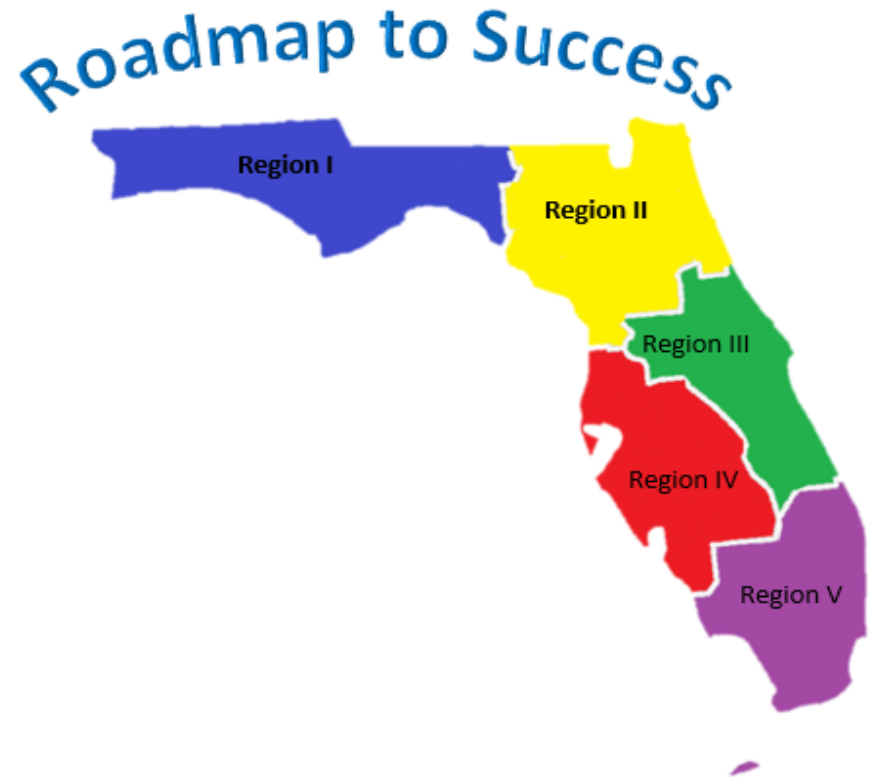 Roadmap to Success
Region I
Region II
Region III
Region IV
Region V